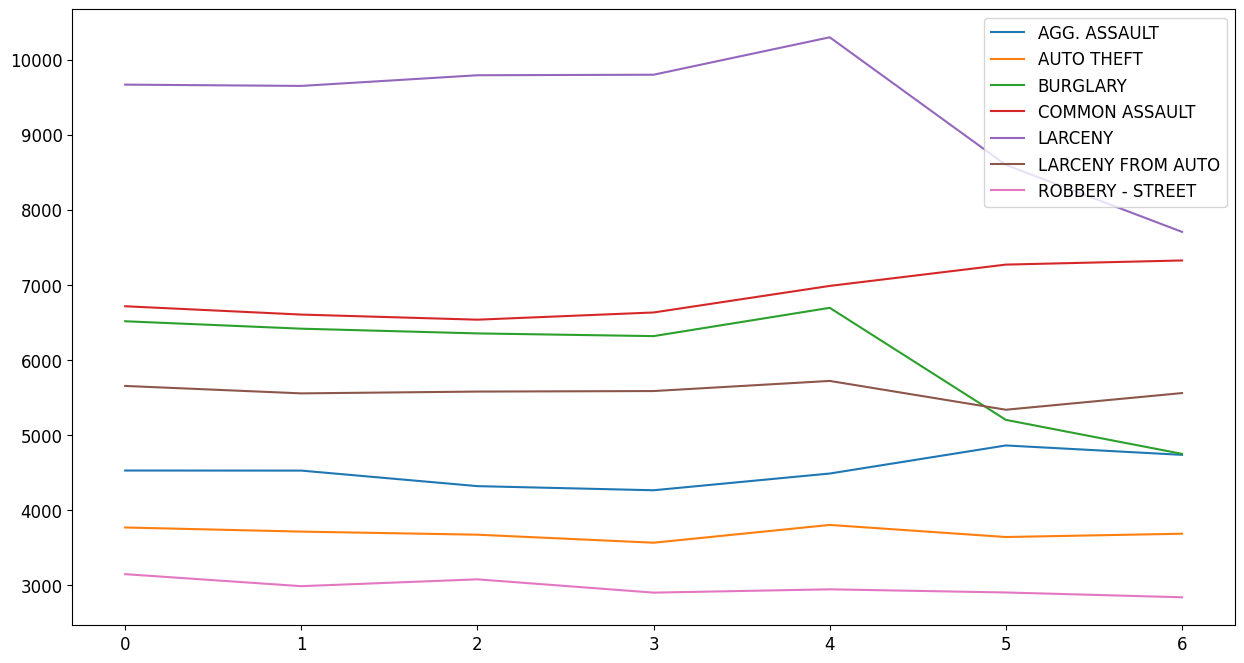 10000
9000
8000
7000
6000
5000
4000
3000
0 1 2 3 4 5 6
AGG. ASSAULT
AUTO THEFT
BURGLARY
COMMON ASSAULT
LARCENY
LARCENY FROM AUTO
ROBBERY - STREET